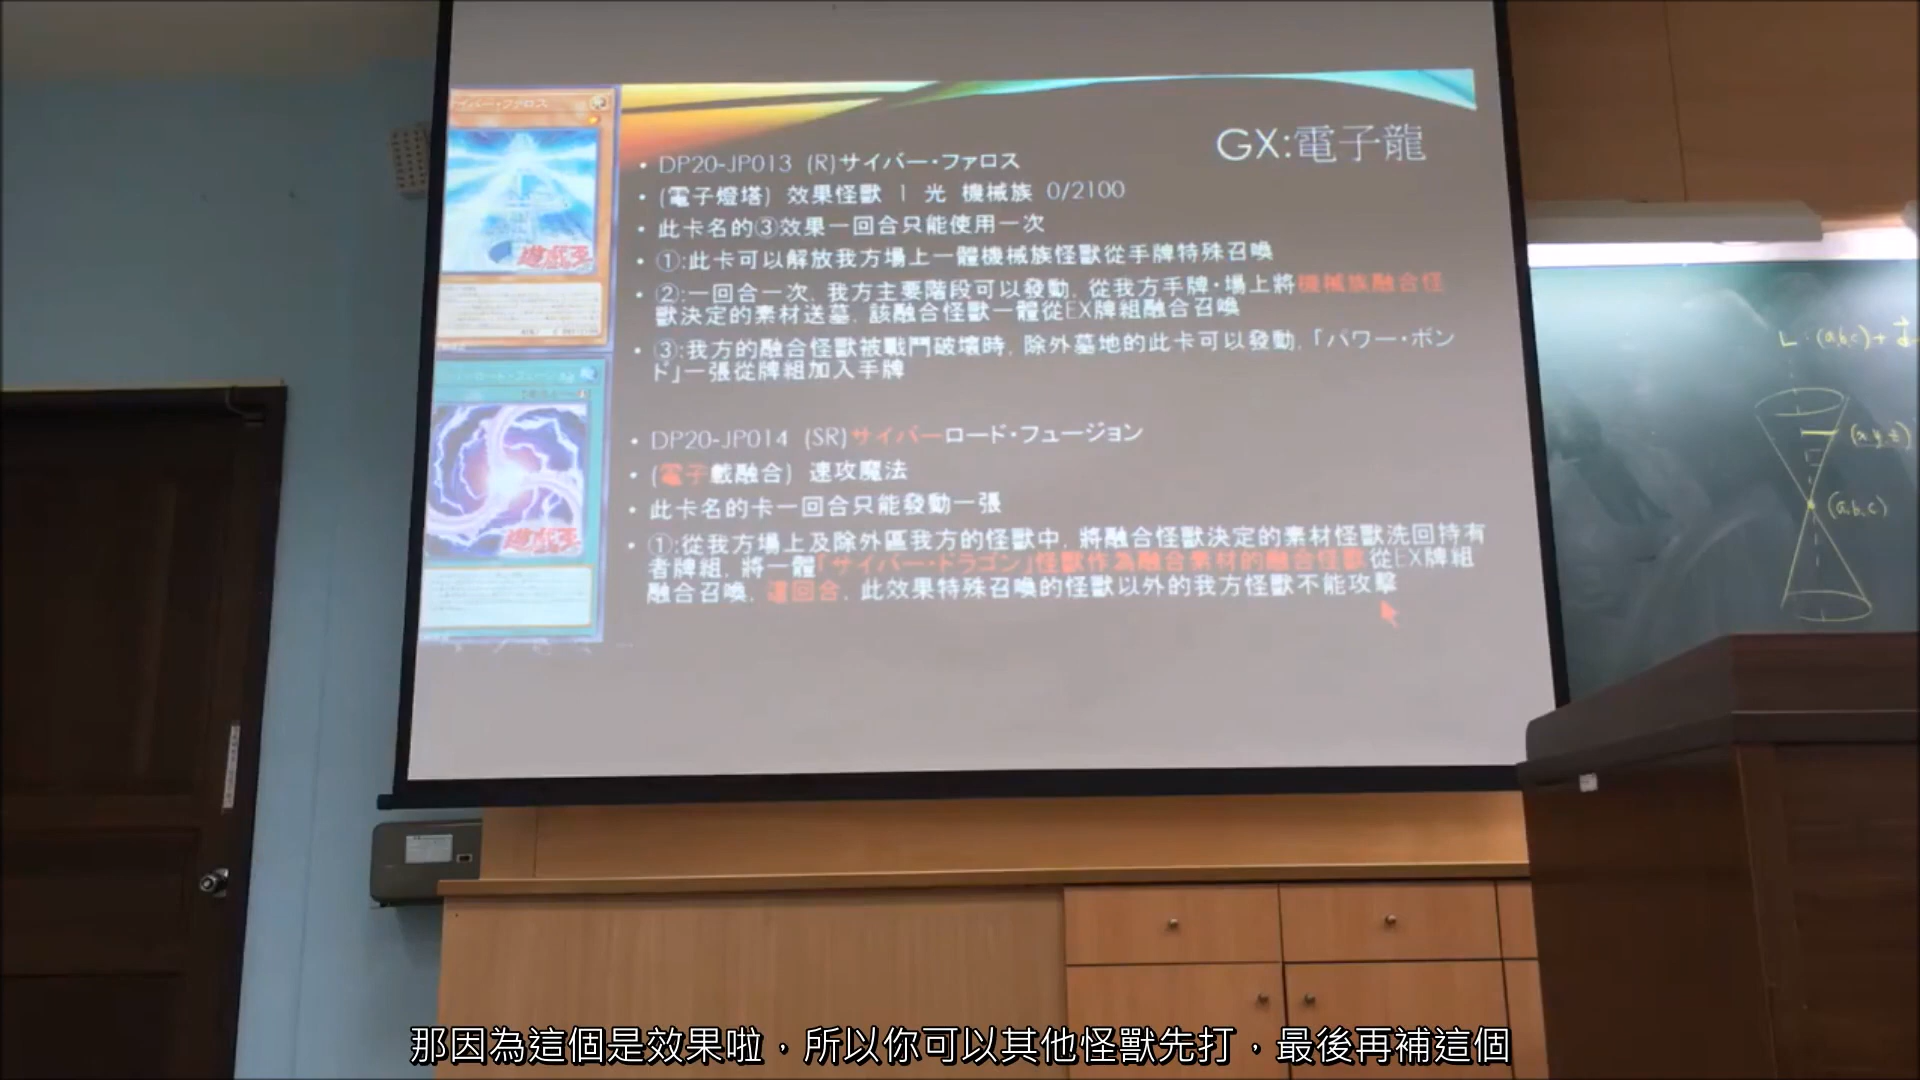 サイバー・ファロス
遊戯王
遊戯王
GX:電子龍
• DP20-JP013 (R)サイバー・ファロス
• (電子燈塔) 效果怪獸 1 光 機械族 0/2100
• 此卡名的③效果一回合只能使用一次
• ①:此卡可以解放我方場上一體機械族怪獸從手牌特殊召喚
• ②:一回合一次, 我方主要階段可以發動, 從我方手牌・場上將機械族融合怪
獸決定的素材送墓, 該融合怪獸一體從EX牌組融合召喚
• ③:我方的融合怪獸被戰鬥破壞時, 除外墓地的此卡可以發動,「パワー・ボン
ド」一張從牌組加入手牌
• DP20-JP014 (SR)サイバーロード・フュージョン
• (電子載融合) 速攻魔法
• 此卡名的卡一回合只能發動一張
• ①:從我方場上及除外區我方的怪獸中, 將融合怪獸決定的素材怪獸洗回持有
者牌組, 將一體「サイバー・ドラゴン」怪獸作為融合素材的融合怪獸從EX牌組
融合召喚, 這回合, 此效果特殊召喚的怪獸以外的我方怪獸不能攻擊
L:(a,b,c)+
(x,y,z)
(a,b,c)
那因為這個是效果啦，所以你可以其他怪獸先打，最後再補這個